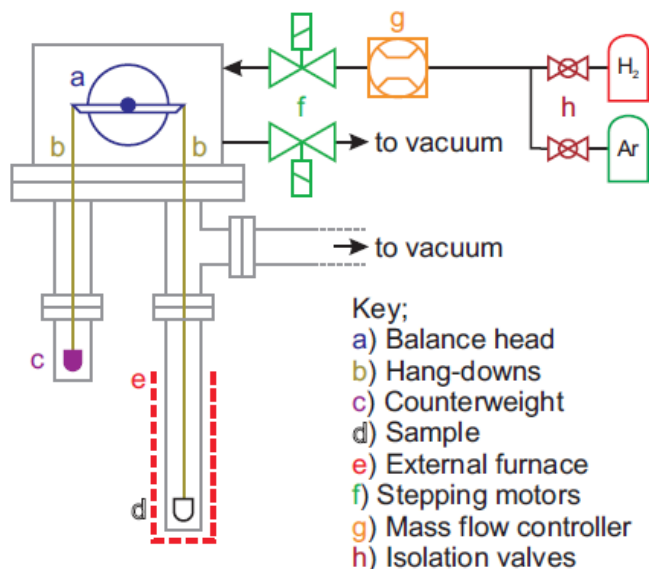 g
a
H₂
f
h
b
b
to vacuum
Ar
to vacuum
Key;
a) Balance head
b) Hang-downs
c) Counterweight
d) Sample
e) External furnace
f) Stepping motors
g) Mass flow controller
h) Isolation valves
c
e
d